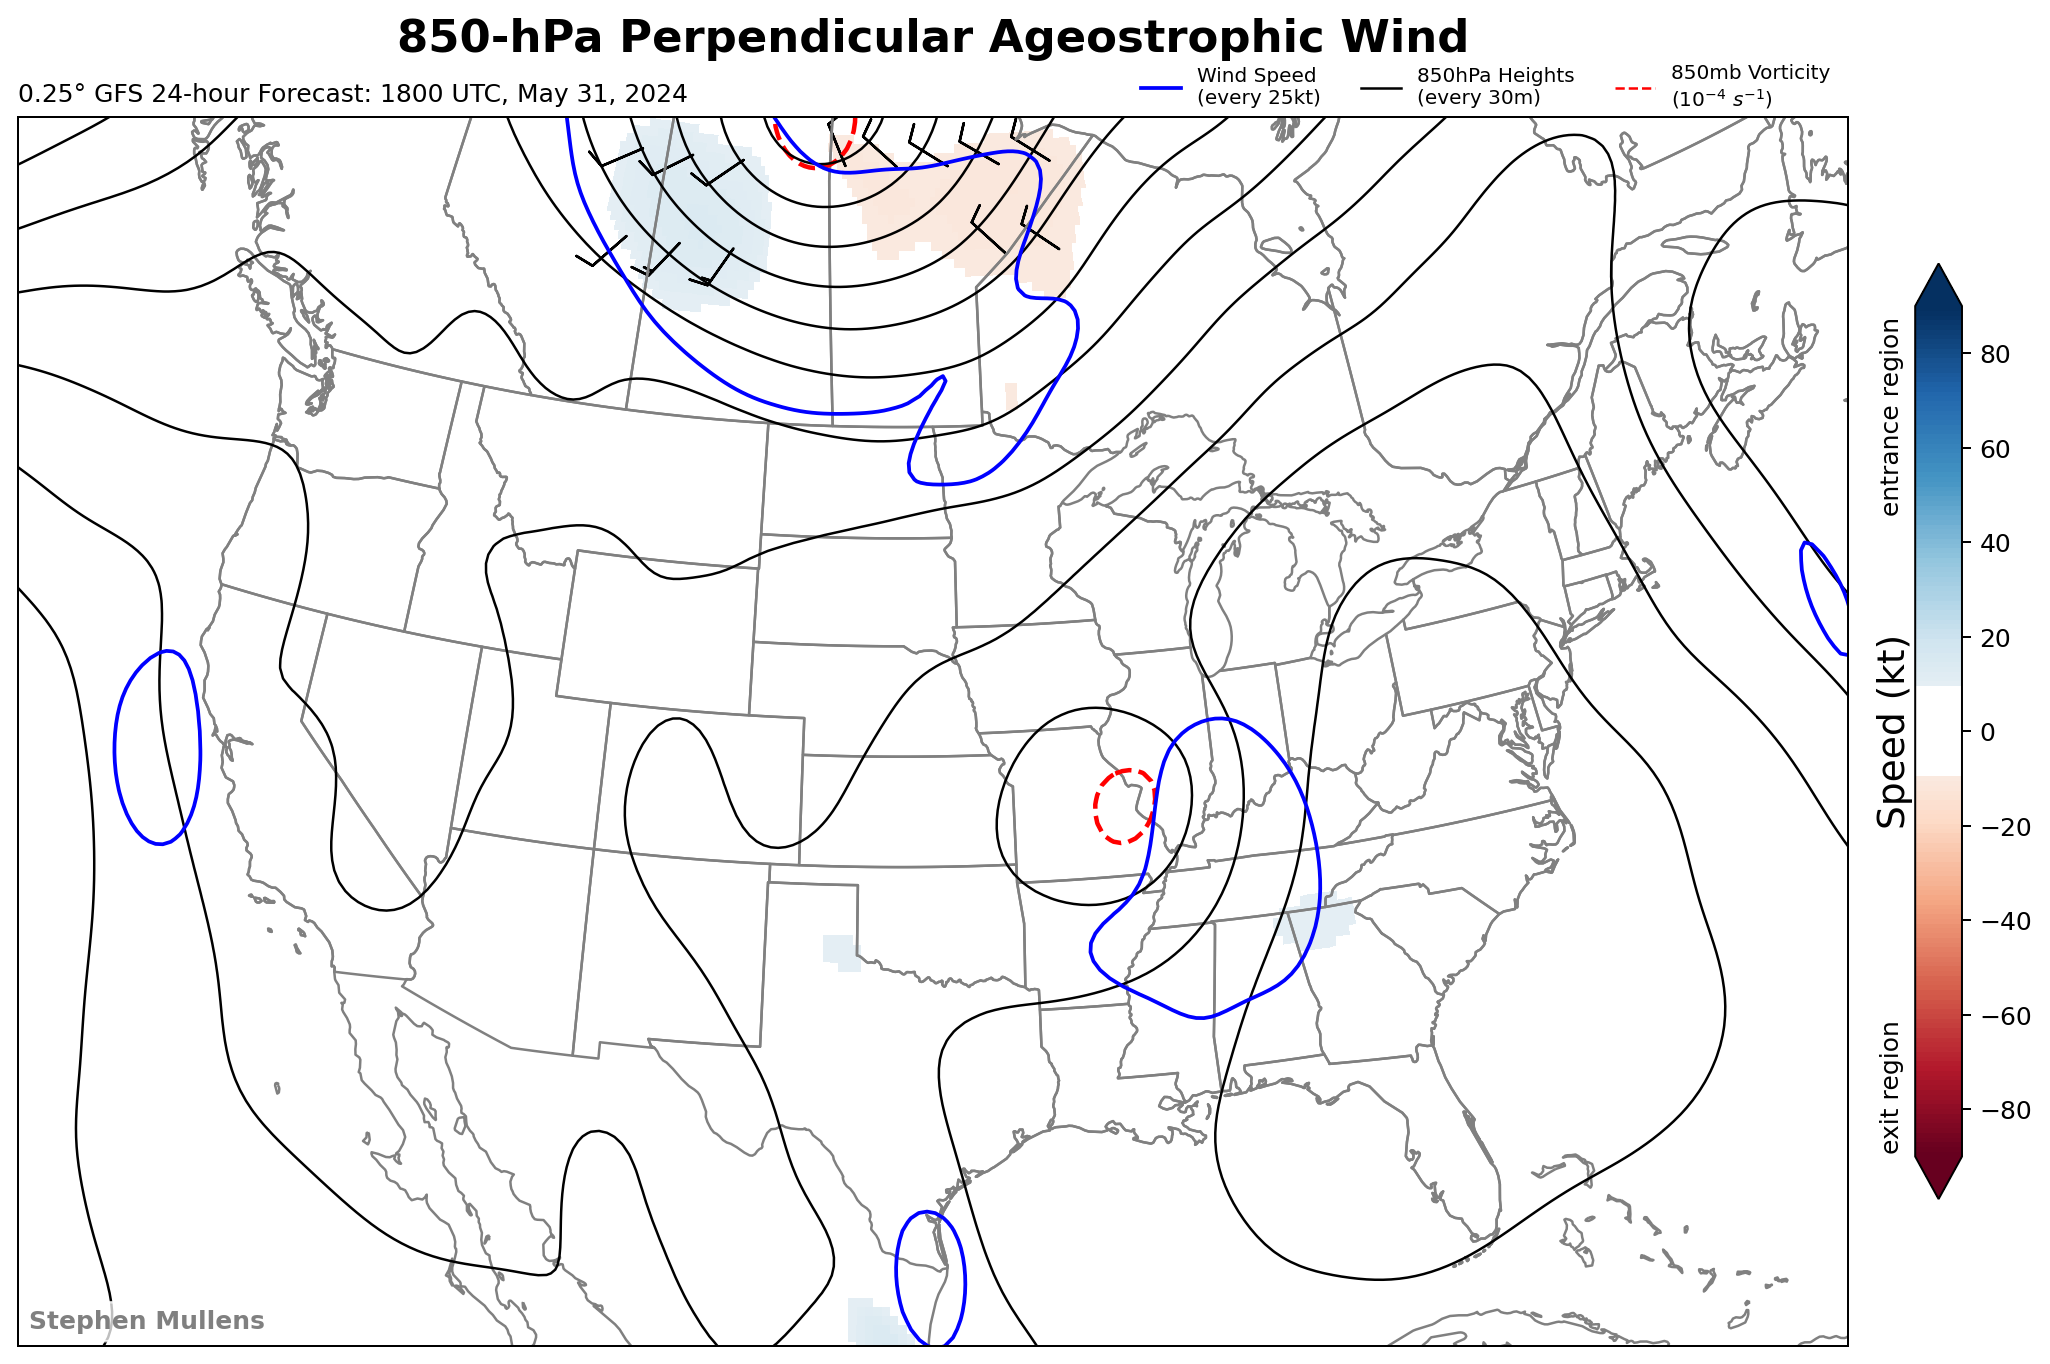 850-hPa Perpendicular Ageostrophic Wind
0.25° GFS 24-hour Forecast: 1800 UTC, May 31, 2024
Wind Speed
(every 25kt)
850hPa Heights
(every 30m)
850mb Vorticity
(10⁻⁴ s⁻¹)
entrance region
Speed (kt)
exit region
80
60
40
20
0
−20
−40
−60
−80
Stephen Mullens